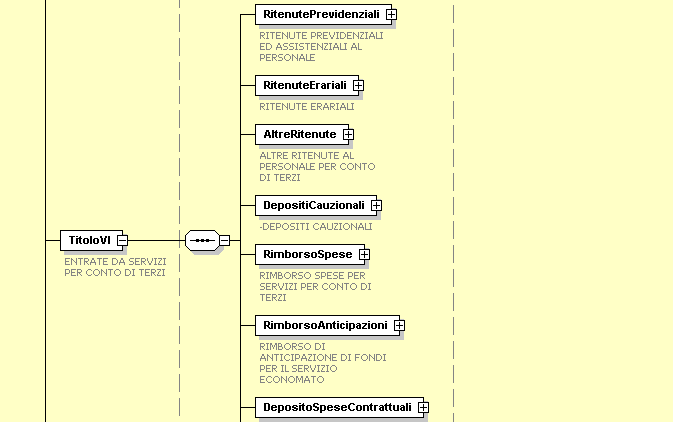 RitenutePrevidenziali
RITENUTE PREVIDENZIALI
ED ASSISTENZIALI AL
PERSONALE
RitenuteErariali
RITENUTE ERARIALI
AltreRitenute
ALTRE RITENUTE AL
PERSONALE PER CONTO
DI TERZI
DepositiCauzionali
-DEPOSITI CAUZIONALI
TitoloVI
ENTRATE DA SERVIZI
PER CONTO DI TERZI
RimborsoSpese
RIMBORSO SPESE PER
SERVIZI PER CONTO DI
TERZI
RimborsoAnticipazioni
RIMBORSO DI
ANTICIPAZIONE DI FONDI
PER IL SERVIZIO
ECONOMATO
DepositoSpeseContrattuali